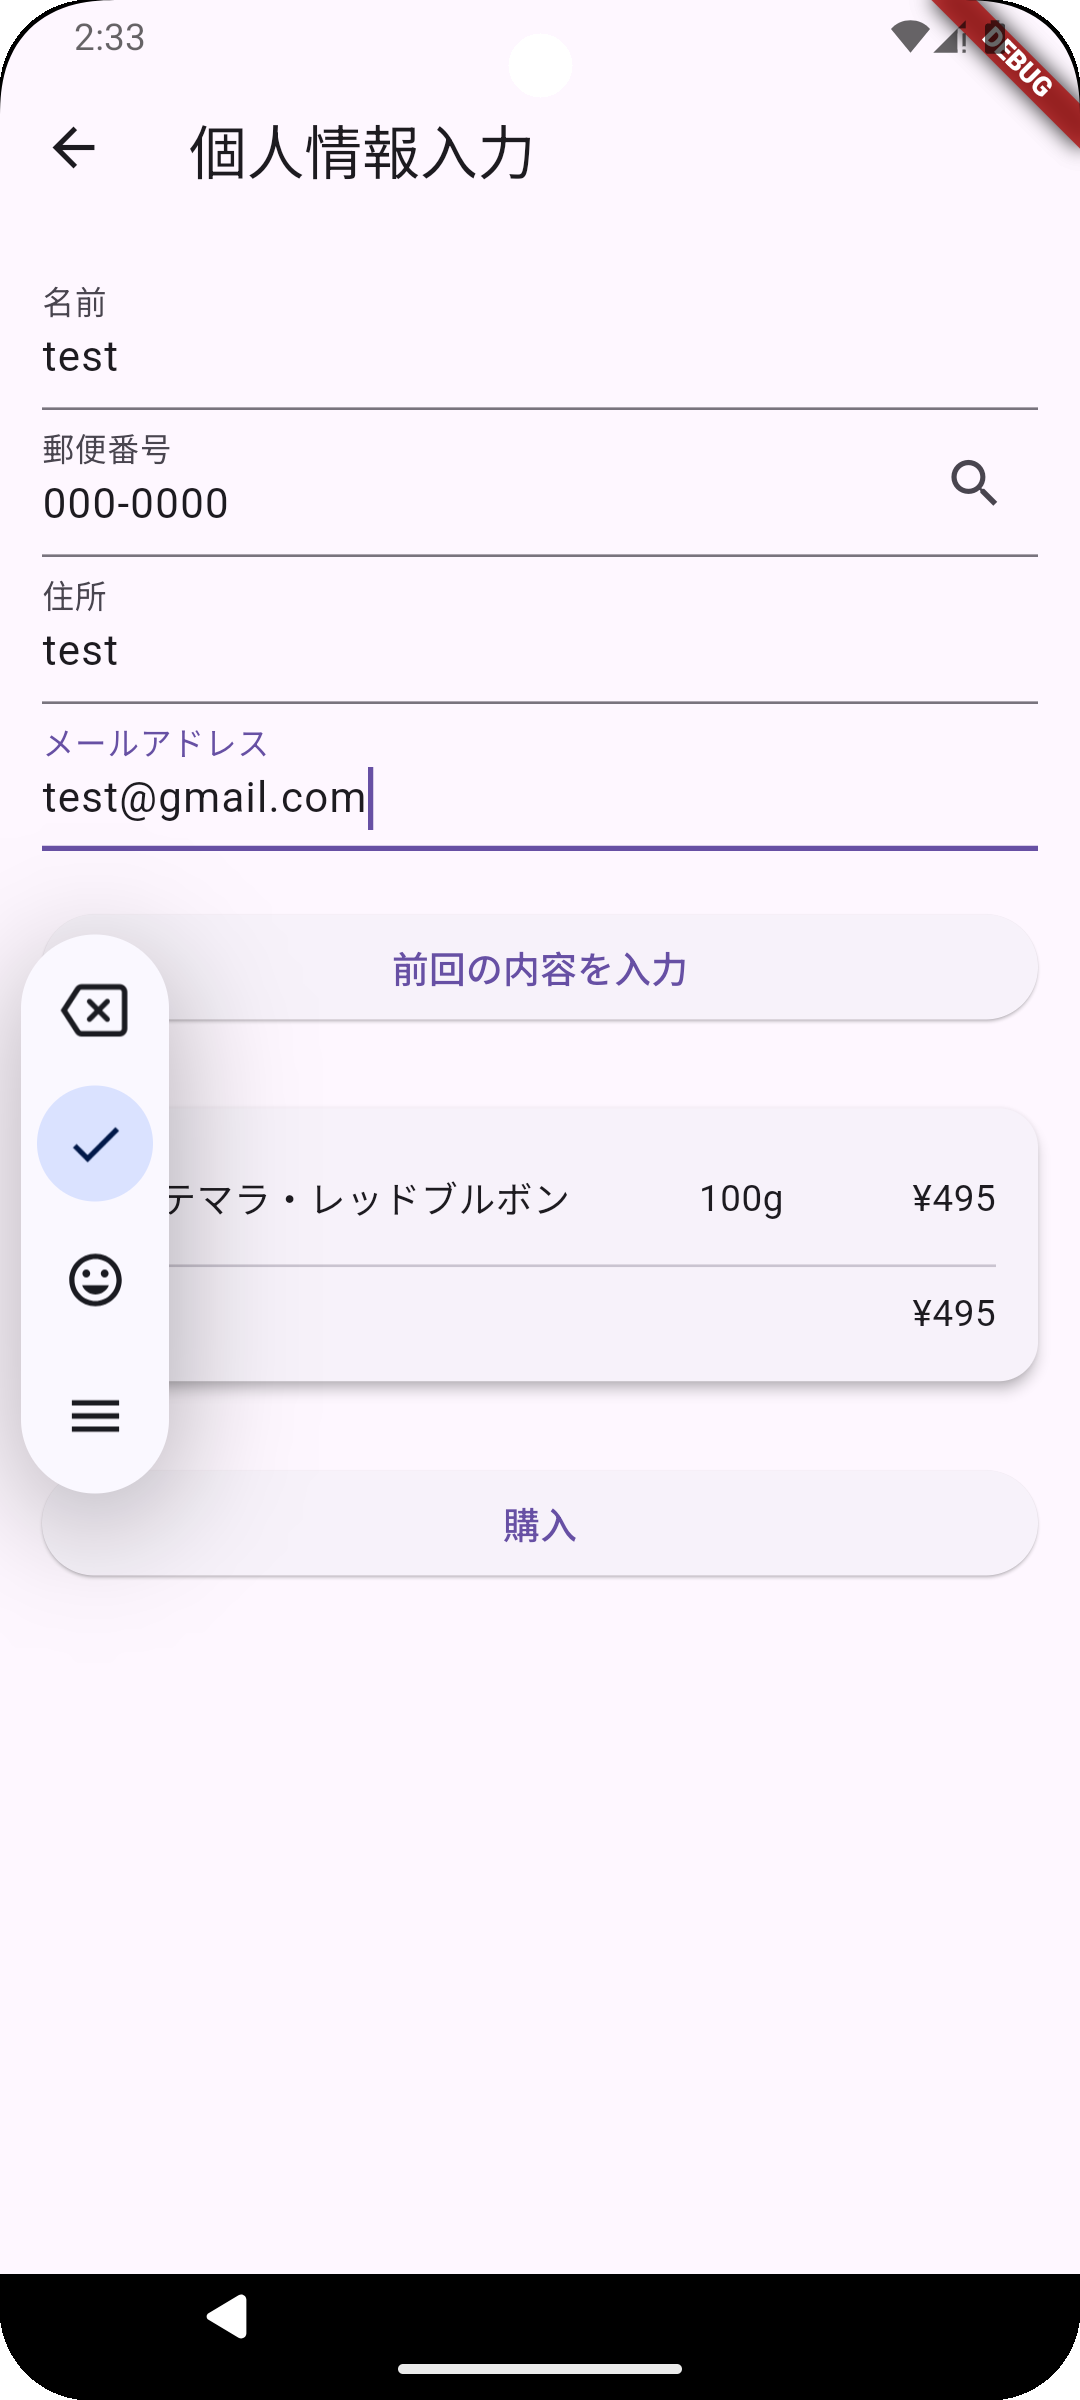 2:33
DEBUG
個人情報入力
名前
test
郵便番号
000-0000
住所
test
メールアドレス
test@gmail.com
前回の内容を入力
テマラ・レッドブルボン 100g ¥495
¥495
購入